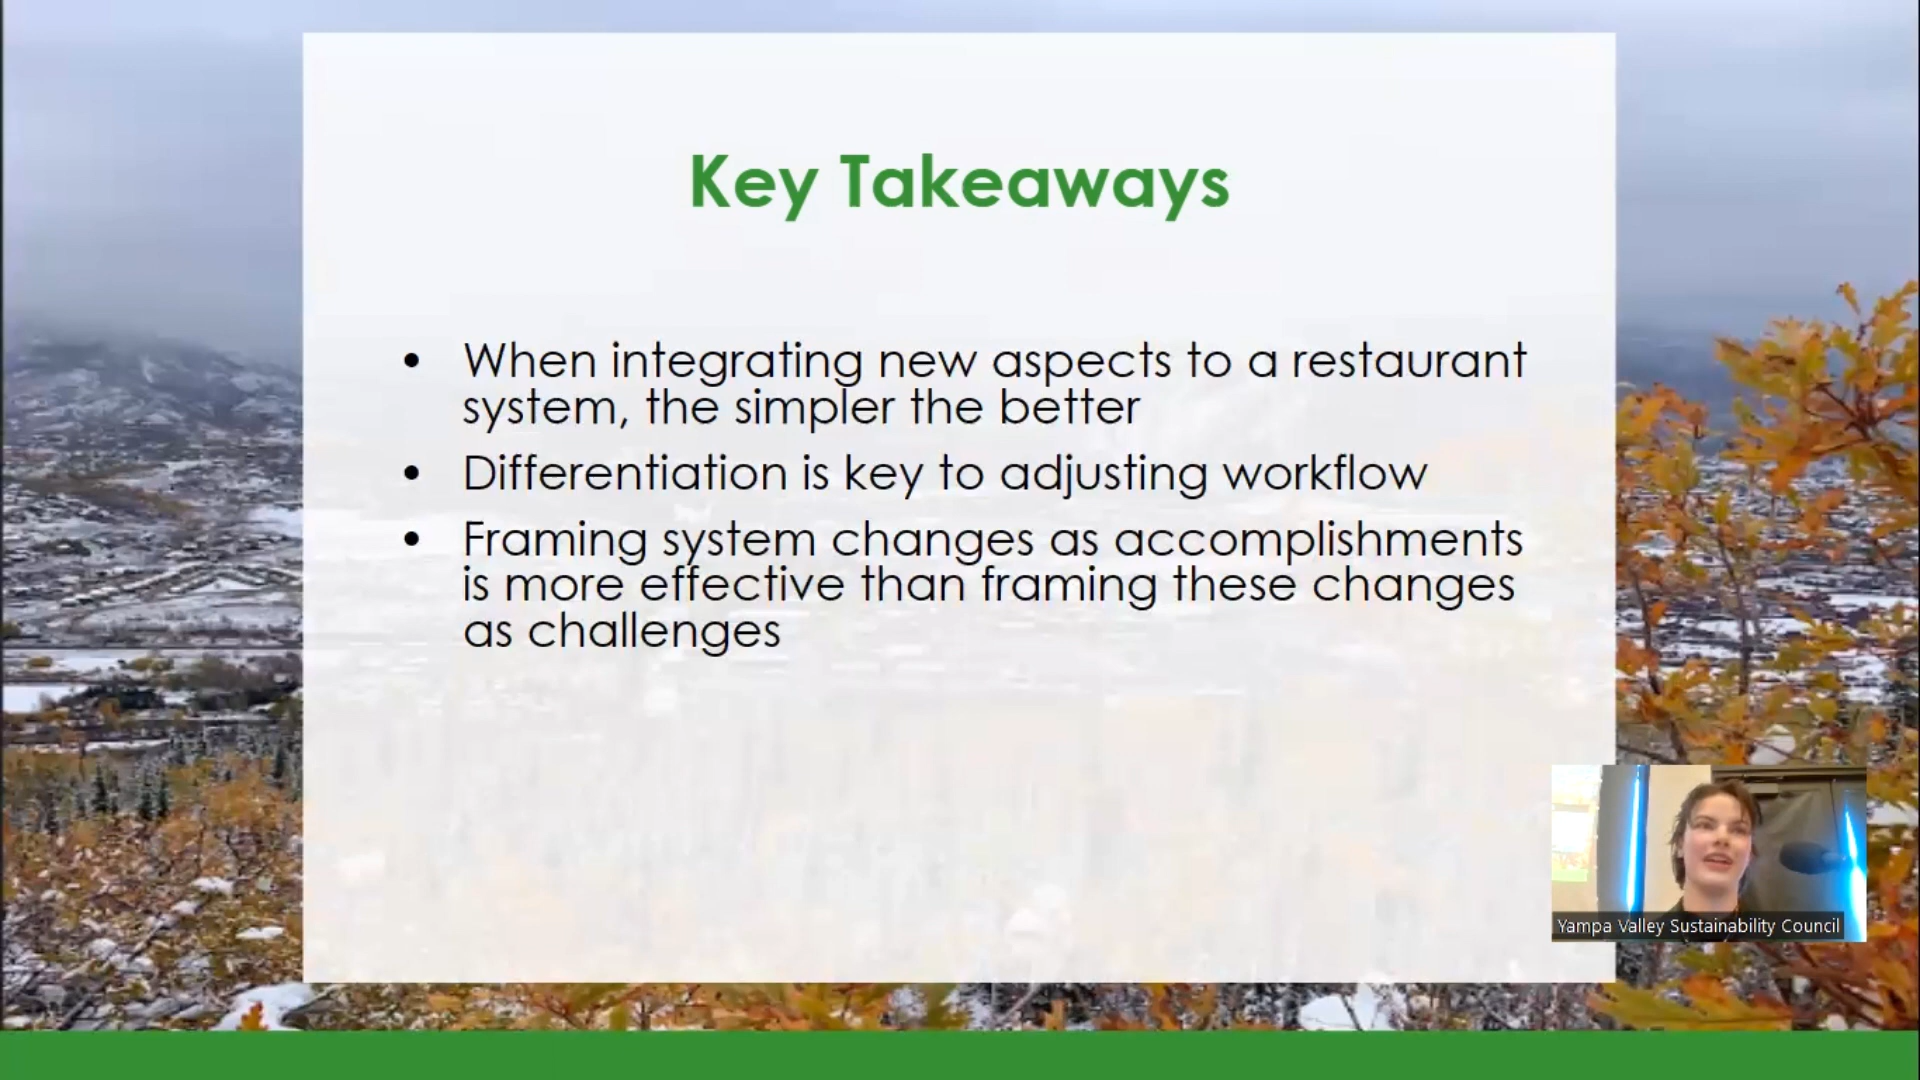 Key Takeaways
• When integrating new aspects to a restaurant
system, the simpler the better
• Differentiation is key to adjusting workflow
• Framing system changes as accomplishments
is more effective than framing these changes
as challenges
Yampa Valley Sustainability Council